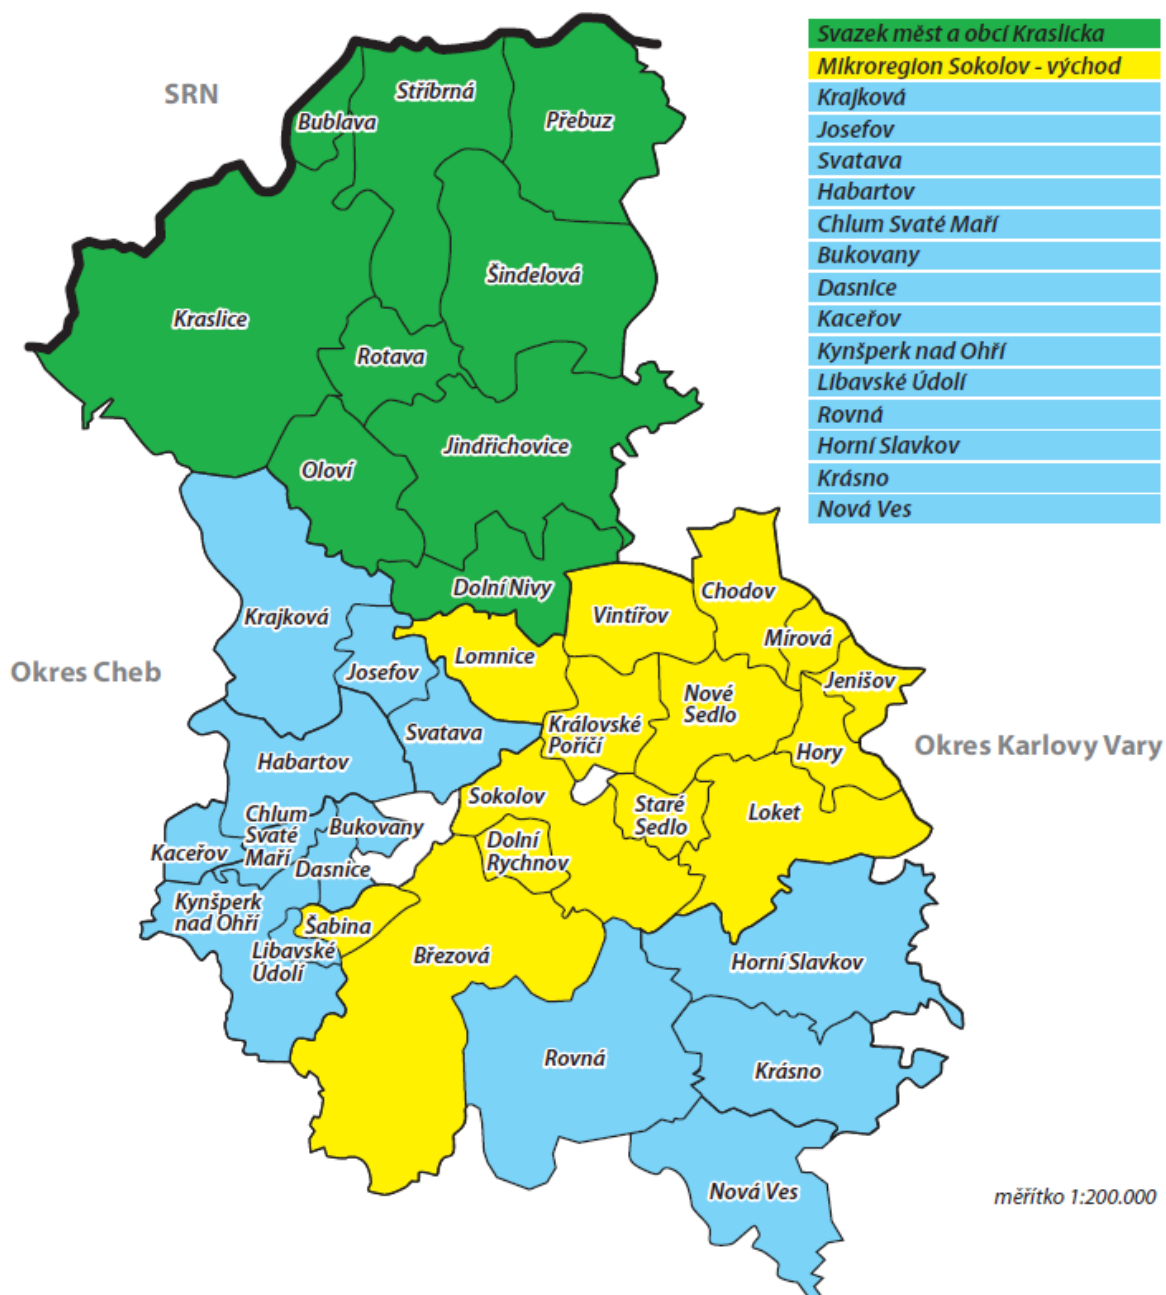 Svazek měst a obcí Kraslicka
Mikroregion Sokolov - východ
Krajková
Josefov
Svatava
Habartov
Chlum Svaté Maří
Bukovany
Dasnice
Kaceřov
Kynšperk nad Ohří
Libavské Údolí
Rovná
Horní Slavkov
Krásno
Nová Ves
SRN
Stříbrná
Bublava
Přebuz
Šindelová
Kraslice
Rotava
Jindřichovice
Oloví
Dolní Nivy
Chodov
Vintířov
Krajková
Mírová
Lomnice
Okres Cheb
Josefov
Jenišov
Nové
Sedlo
Královské
Poříčí
Svatava
Okres Karlovy Vary
Hory
Habartov
Sokolov
Staré
Sedlo
Loket
Chlum
Svaté
Maří
Bukovany
Dolní
Rychnov
Kaceřov
Dasnice
Kynšperk
nad Ohří
Šabina
Libavské
Údolí
Březová
Horní Slavkov
Rovná
Krásno
Nová Ves
měřítko 1:200.000